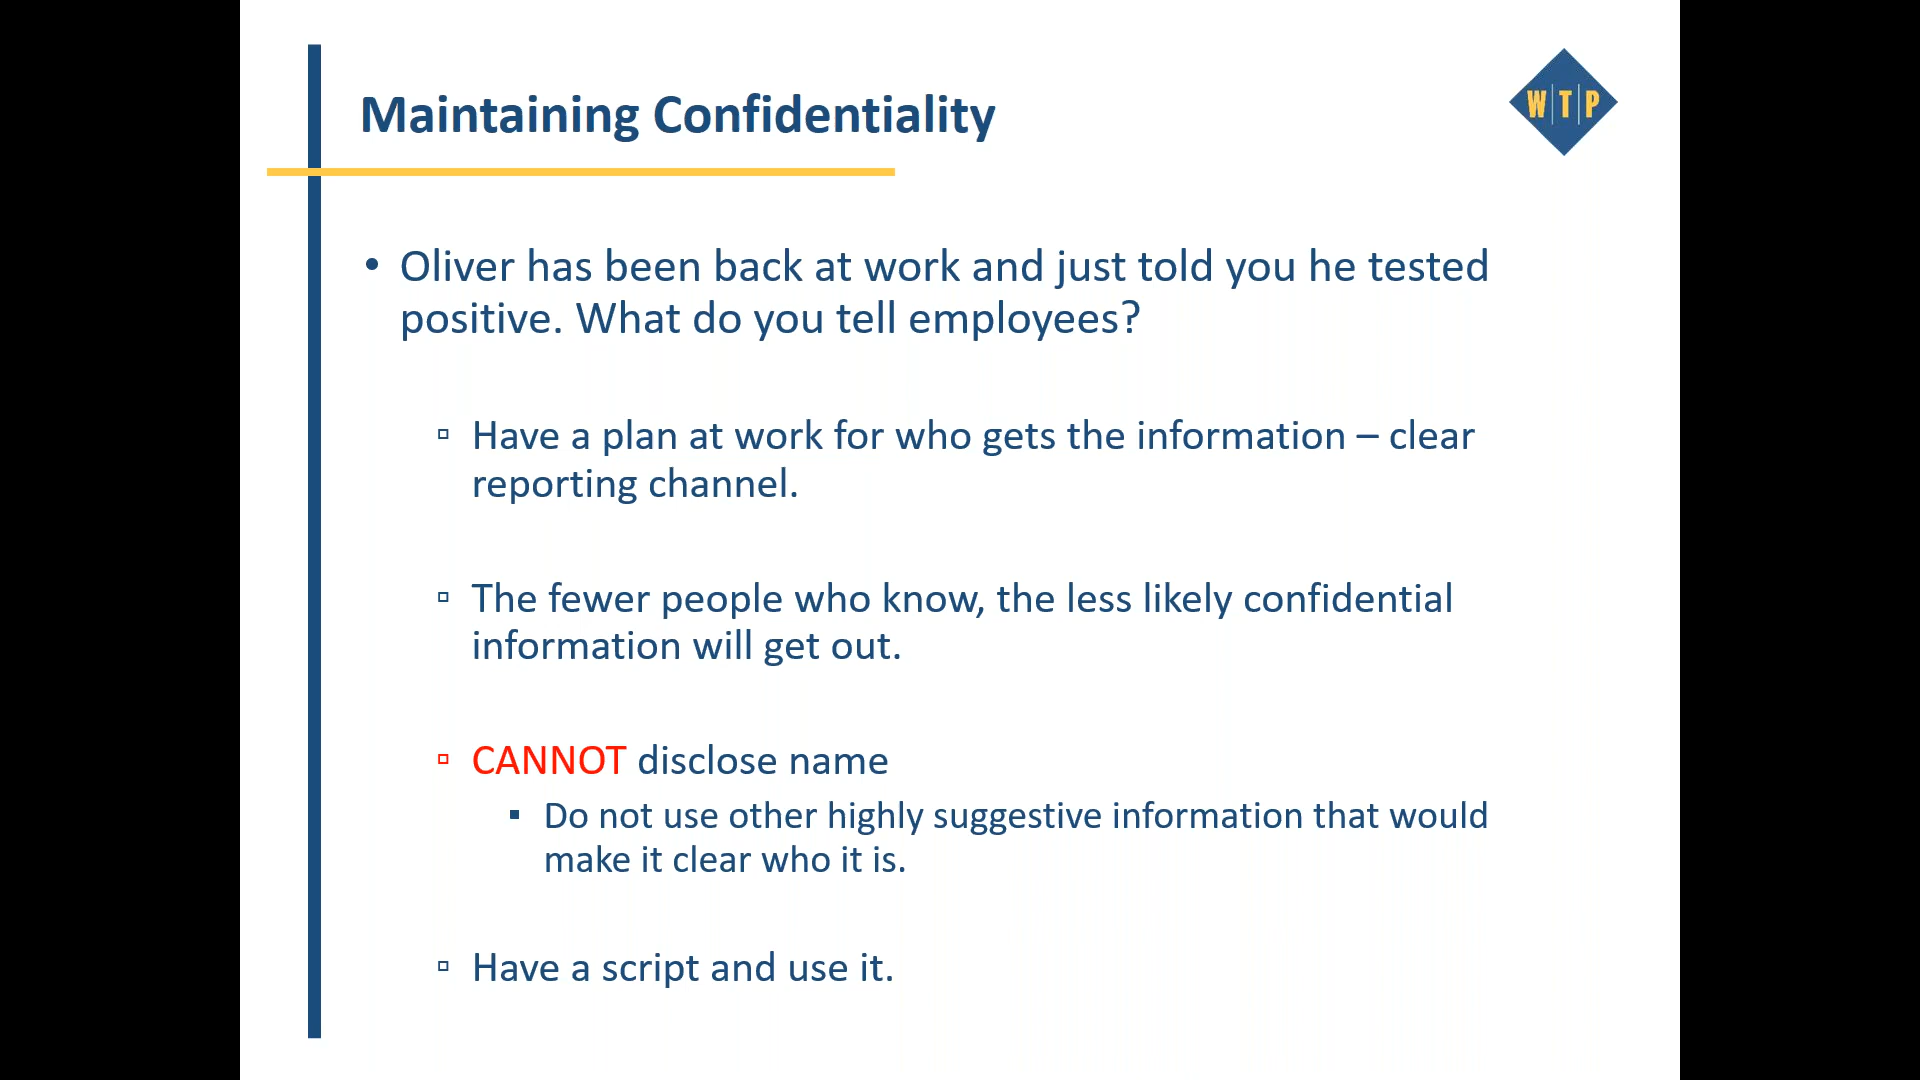 Maintaining Confidentiality
W|T|P
• Oliver has been back at work and just told you he tested
positive. What do you tell employees?
▫ Have a plan at work for who gets the information – clear
reporting channel.
▫ The fewer people who know, the less likely confidential
information will get out.
▫ CANNOT disclose name
▪ Do not use other highly suggestive information that would
make it clear who it is.
▫ Have a script and use it.